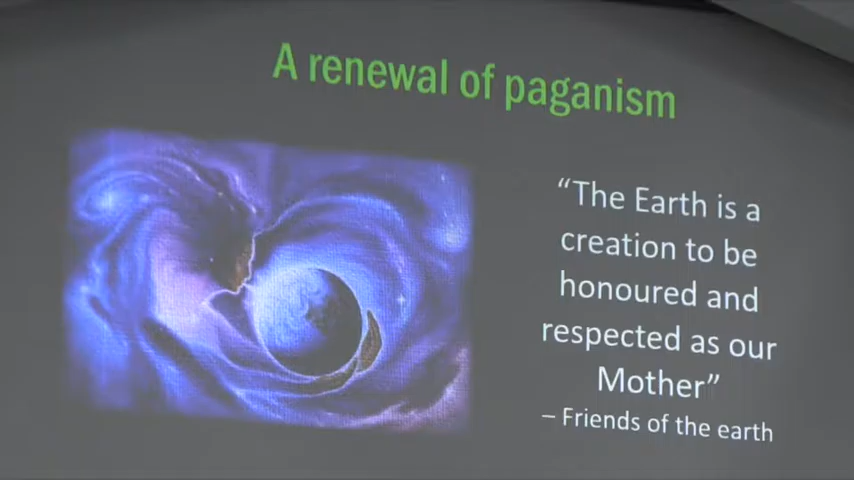 A renewal of paganism
“The Earth is a
creation to be
honoured and
respected as our
Mother”
– Friends of the earth